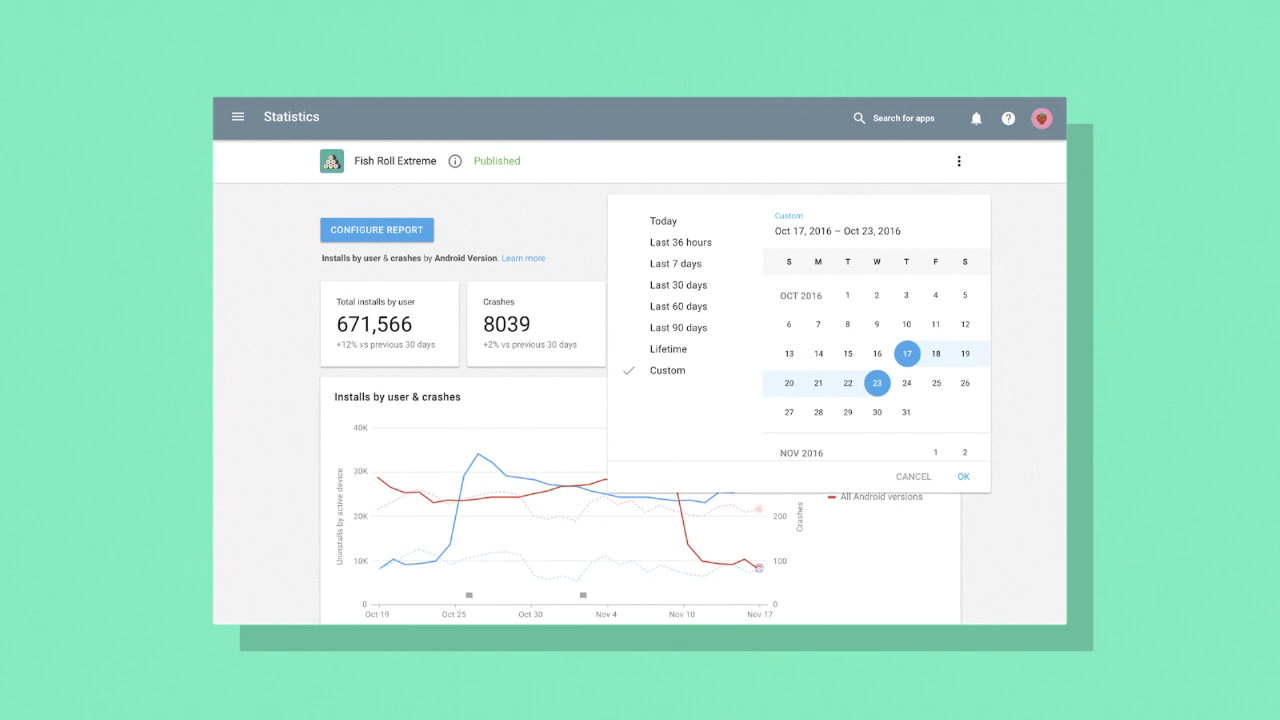 Statistics
Search for apps
Fish Roll Extreme
Published
CONFIGURE REPORT
Installs by user & crashes by Android Version. Learn more
Total installs by user
671,566
+12% vs previous 30 days
Crashes
8039
+2% vs previous 30 days
Today
Last 36 hours
Last 7 days
Last 30 days
Last 60 days
Last 90 days
Lifetime
Custom
Custom
Oct 17, 2016 – Oct 23, 2016
S M T W T F S
OCT 2016 1 2 3 4 5
6 7 8 9 10 11 12
13 14 15 16 17 18 19
20 21 22 23 24 25 26
27 28 29 30 31
NOV 2016 1 2
CANCEL OK
Installs by user & crashes
40K
30K
20K
10K
0
Uninstalls by active device
200
100
0
Crashes
All Android versions
Oct 19 Oct 25 Oct 30 Nov 4 Nov 10 Nov 17